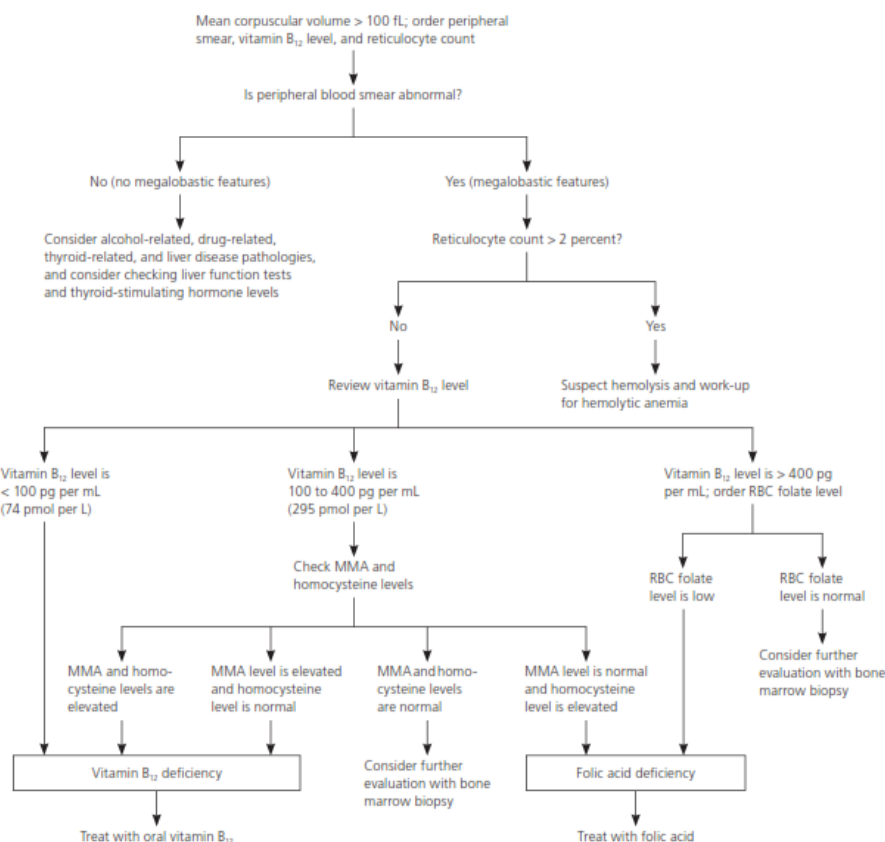 Mean corpuscular volume > 100 fL; order peripheral
smear, vitamin B₁₂ level, and reticulocyte count
Is peripheral blood smear abnormal?
No (no megalobastic features)
Yes (megalobastic features)
Consider alcohol-related, drug-related,
thyroid-related, and liver disease pathologies,
and consider checking liver function tests
and thyroid-stimulating hormone levels
Reticulocyte count > 2 percent?
No
Yes
Review vitamin B₁₂ level
Suspect hemolysis and work-up
for hemolytic anemia
Vitamin B₁₂ level is
< 100 pg per mL
(74 pmol per L)
Vitamin B₁₂ level is
100 to 400 pg per mL
(295 pmol per L)
Vitamin B₁₂ level is > 400 pg
per mL; order RBC folate level
Check MMA and
homocysteine levels
RBC folate
level is low
RBC folate
level is normal
Consider further
evaluation with bone
marrow biopsy
MMA and homo-
cysteine levels are
elevated
MMA level is elevated
and homocysteine
level is normal
MMA and homo-
cysteine levels
are normal
MMA level is normal
and homocysteine
level is elevated
Vitamin B₁₂ deficiency
Consider further
evaluation with bone
marrow biopsy
Folic acid deficiency
Treat with oral vitamin B₁₂
Treat with folic acid